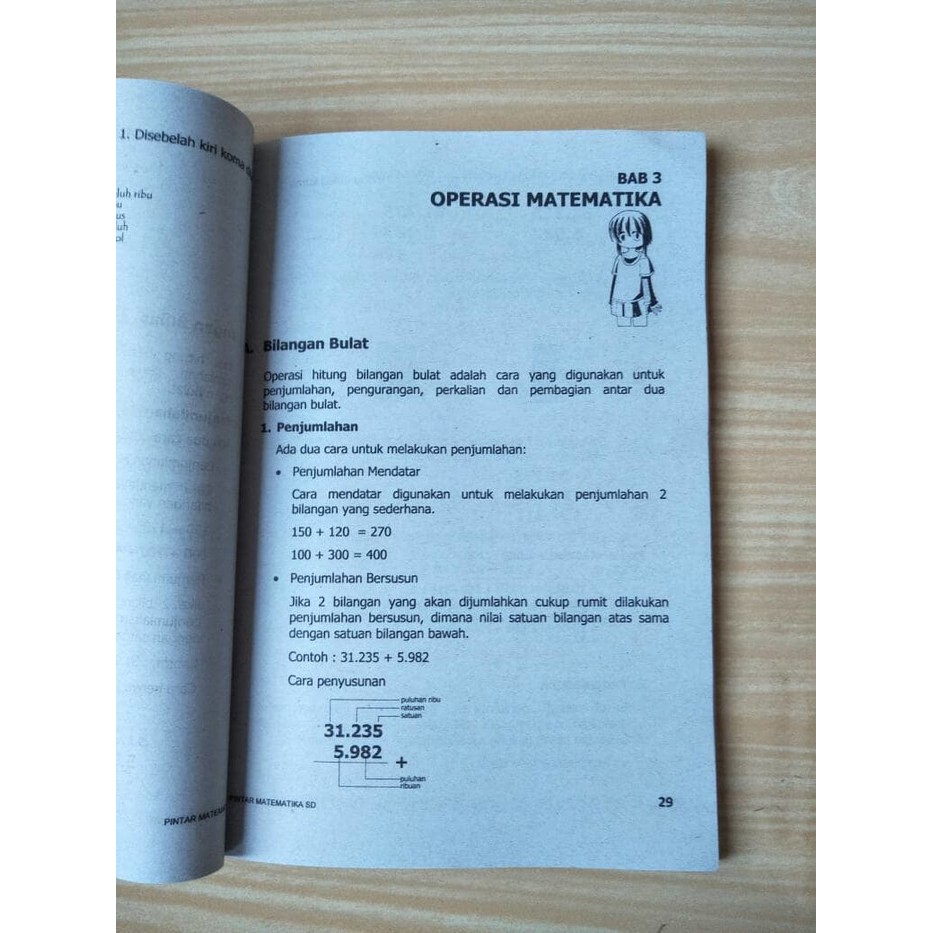 1. Disebelah kiri koma
luh ribu
us
luh
ol
PINTAR
BAB 3
OPERASI MATEMATIKA
Bilangan Bulat
Operasi hitung bilangan bulat adalah cara yang digunakan untuk
penjumlahan, pengurangan, perkalian dan pembagian antar dua
bilangan bulat.
1. Penjumlahan
Ada dua cara untuk melakukan penjumlahan:
• Penjumlahan Mendatar
Cara mendatar digunakan untuk melakukan penjumlahan 2
bilangan yang sederhana.
150 + 120 = 270
100 + 300 = 400
• Penjumlahan Bersusun
Jika 2 bilangan yang akan dijumlahkan cukup rumit dilakukan
penjumlahan bersusun, dimana nilai satuan bilangan atas sama
dengan satuan bilangan bawah.
Contoh : 31.235 + 5.982
Cara penyusunan
puluhan ribu
ratusan
satuan
31.235
5.982 +
puluhan
ribuan
PINTAR MATEMATIKA SD
29